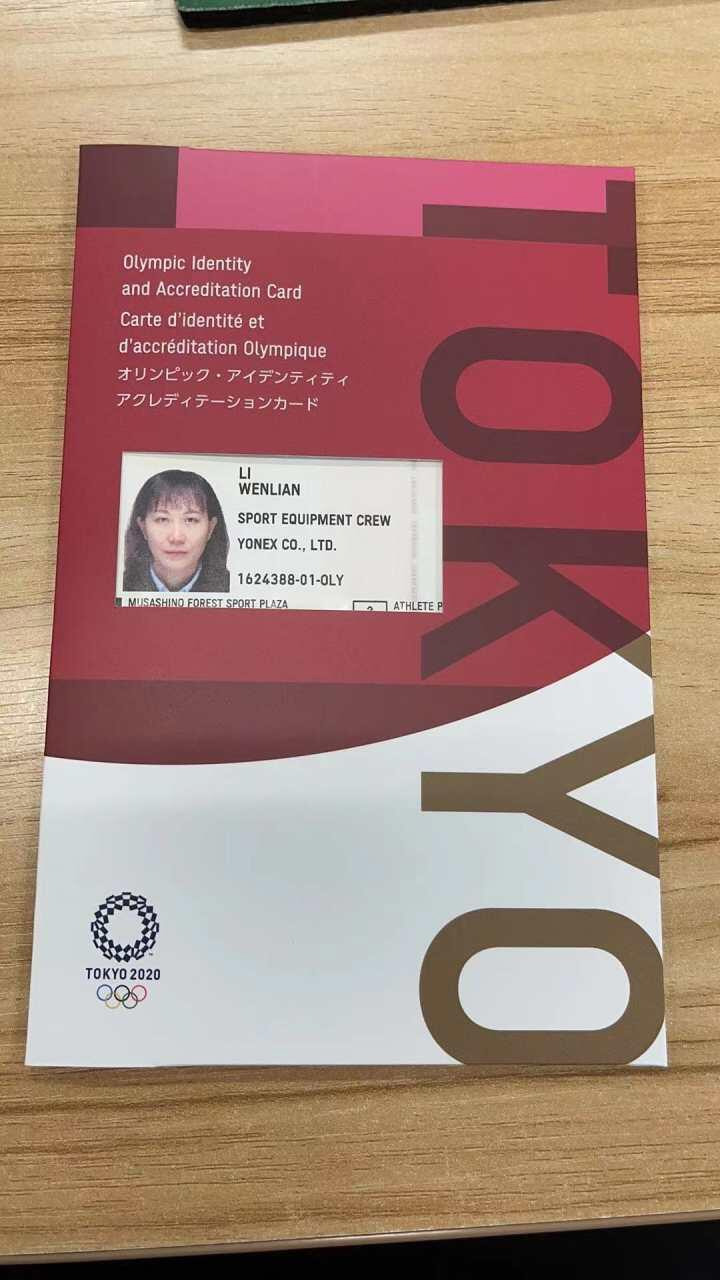 Olympic Identity
and Accreditation Card
Carte d'identité et
d'accréditation Olympique
オリンピック・アイデンティティ
アクレディテーションカード
LI
WENLIAN
SPORT EQUIPMENT CREW
YONEX CO., LTD.
1624388-01-OLY
MUSASHINO FOREST SPORT PLAZA
2 ATHLETE P
TOKYO
TOKYO 2020